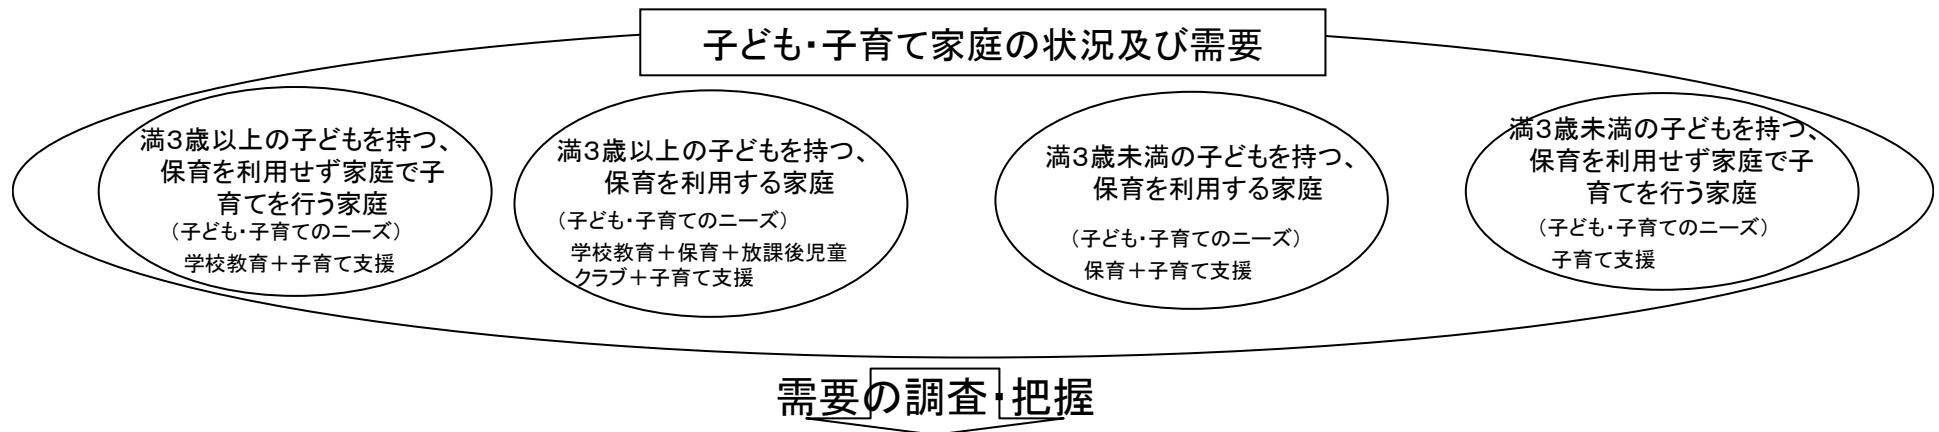 子ども・子育て家庭の状況及び需要
満３歳以上の子どもを持つ、
保育を利用せず家庭で子
育てを行う家庭
（子ども・子育てのニーズ）
学校教育＋子育て支援
満３歳以上の子どもを持つ、
保育を利用する家庭
（子ども・子育てのニーズ）
学校教育＋保育＋放課後児童
クラブ＋子育て支援
満３歳未満の子どもを持つ、
保育を利用する家庭
（子ども・子育てのニーズ）
保育＋子育て支援
満３歳未満の子どもを持つ、
保育を利用せず家庭で子
育てを行う家庭
（子ども・子育てのニーズ）
子育て支援
需要の調査・把握